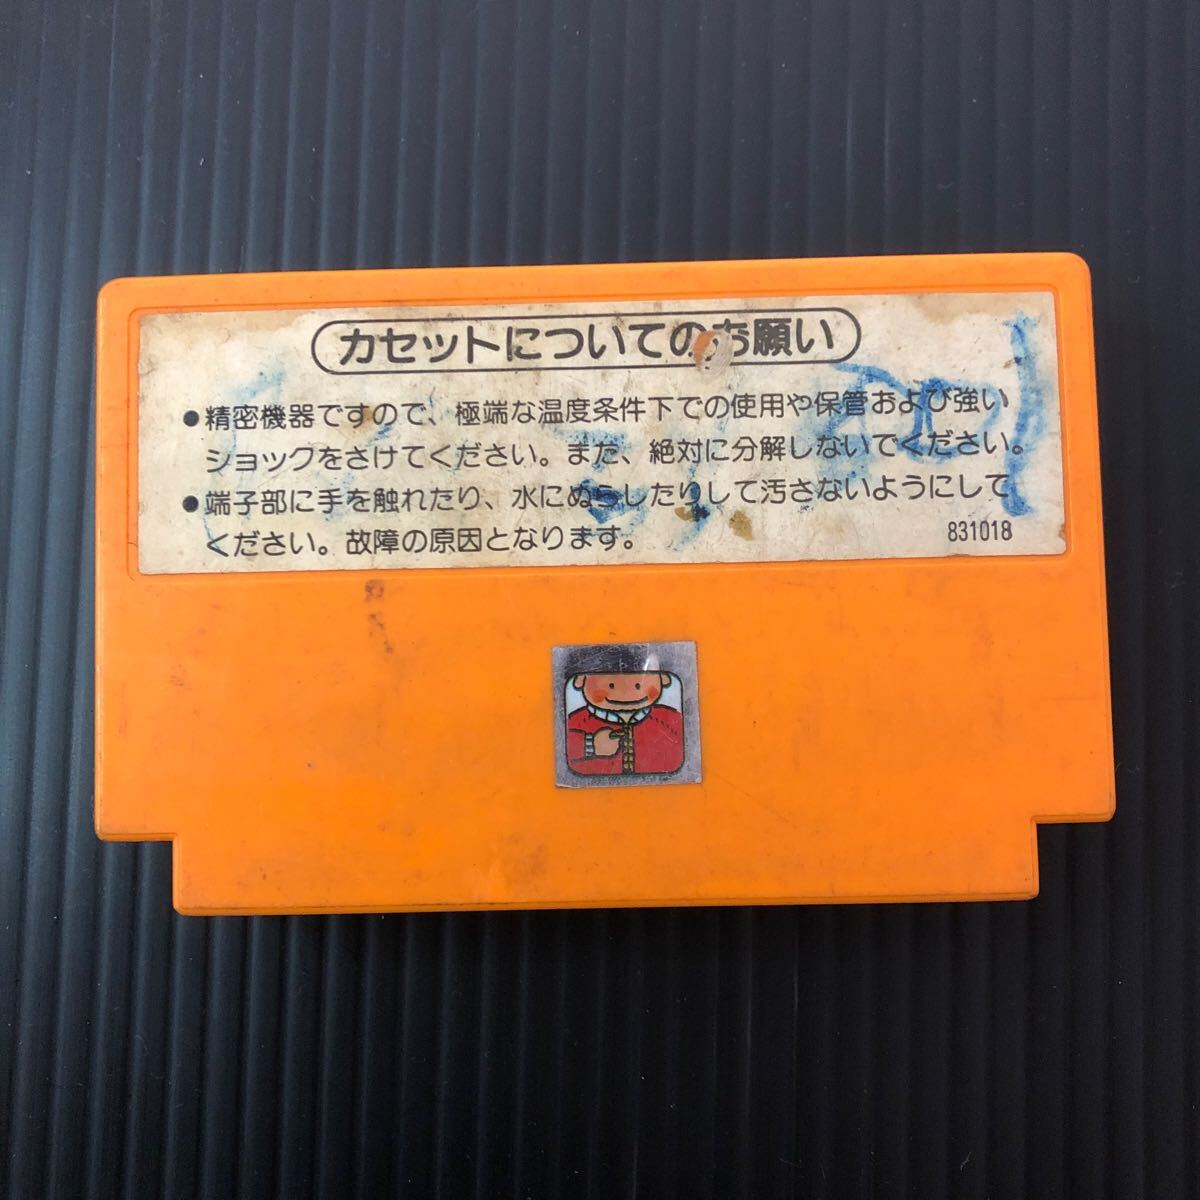 カセットについてのお願い
●精密機器ですので、極端な温度条件下での使用や保管および強い
ショックをさけてください。また、絶対に分解しないでください。
●端子部に手を触れたり、水にぬらしたりして汚さないようにして
ください。故障の原因となります。
831018